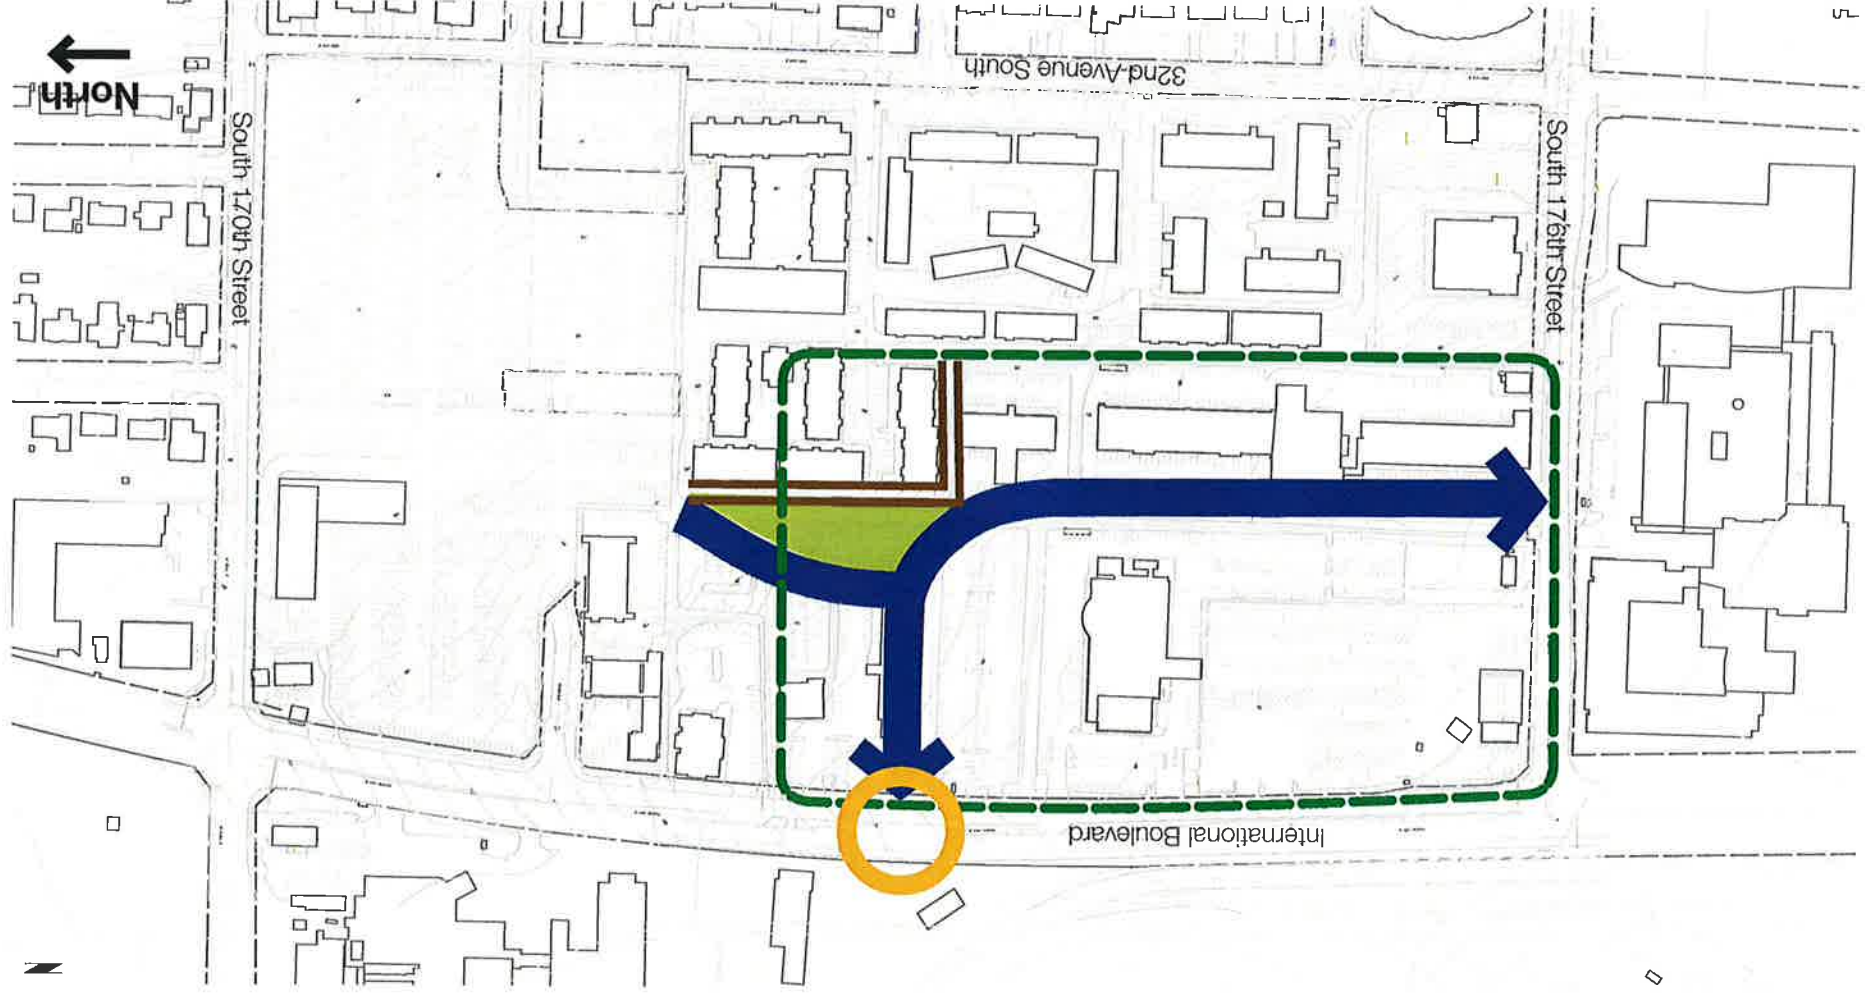 North
32nd Avenue South
South 170th Street
South 176th Street
International Boulevard